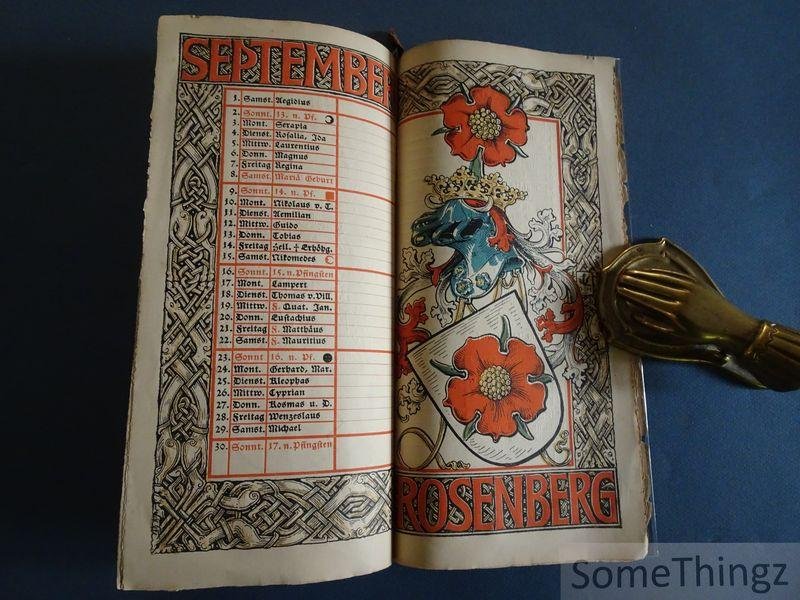 SEPTEMBER
1. Samst. Aegidius
2. Sonnt. 13. n. Pf.
3. Mont. Serapia
4. Dienst. Rosalia, Ida
5. Mittw. Laurentius
6. Donn. Magnus
7. Freitag Regina
8. Samst. Mariä Geburt
9. Sonnt. 14. n. Pf.
10. Mont. Nikolaus v. T.
11. Dienst. Aemilian
12. Mittw. Guido
13. Donn. Tobias
14. Freitag Heil. † Erhöhg.
15. Samst. Nikomedes
16. Sonnt. 15. n. Pfingsten
17. Mont. Lampert
18. Dienst. Thomas v. Vill.
19. Mittw. F. Quat. Jan.
20. Donn. Eustachius
21. Freitag F. Matthäus
22. Samst. F. Mauritius
23. Sonnt 16. n. Pf.
24. Mont. Gerhard, Mar.
25. Dienst. Kleophas
26. Mittw. Cyprian
27. Donn. Kosmas u. D.
28. Freitag Wenzeslaus
29. Samst. Michael
30. Sonnt. 17. n. Pfingsten
ROSENBERG
SomeThingz